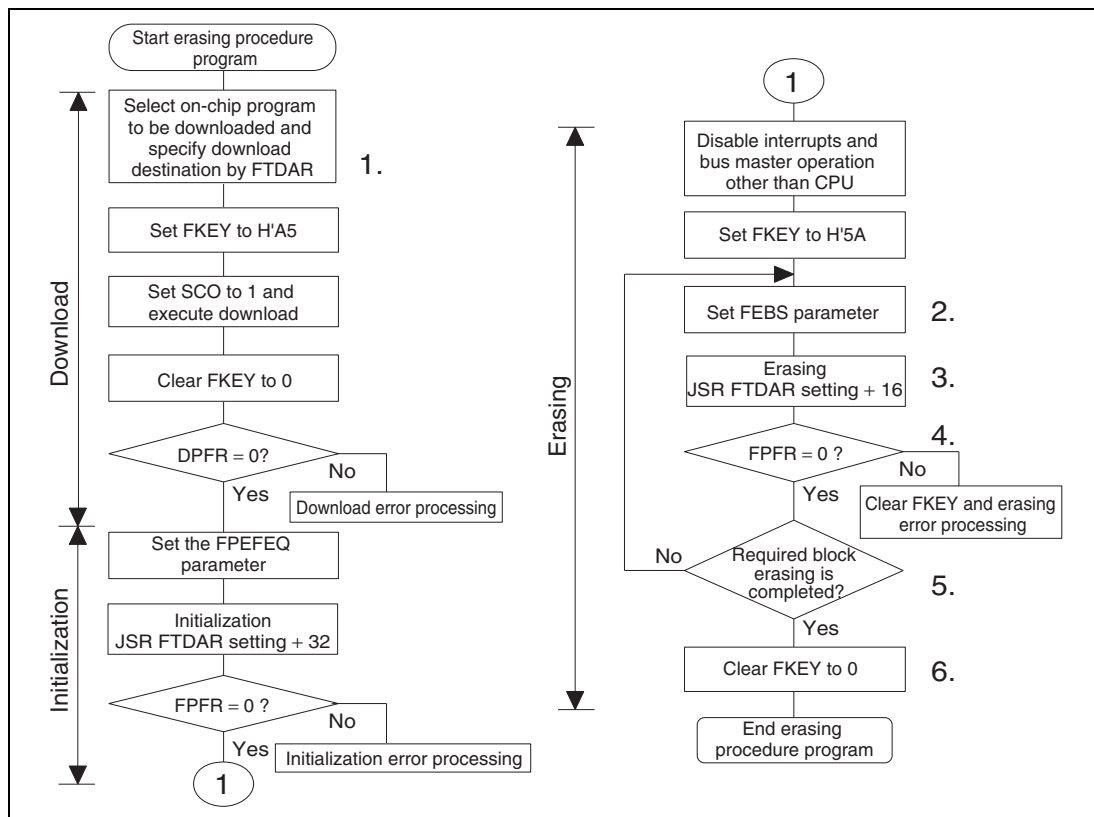 Start erasing procedure
program
Download
Select on-chip program
to be downloaded and
specify download
destination by FTDAR
1.
Set FKEY to H'A5
Set SCO to 1 and
execute download
Clear FKEY to 0
DPFR = 0?
No
Yes
Download error processing
Initialization
Set the FPEFEQ
parameter
Initialization
JSR FTDAR setting + 32
FPFR = 0 ?
No
Yes
Initialization error processing
1
1
Erasing
Disable interrupts and
bus master operation
other than CPU
Set FKEY to H'5A
Set FEBS parameter
2.
Erasing
JSR FTDAR setting + 16
3.
4.
FPFR = 0 ?
No
Yes
Clear FKEY and erasing
error processing
No
Required block
erasing is
completed?
5.
Yes
Clear FKEY to 0
6.
End erasing
procedure program